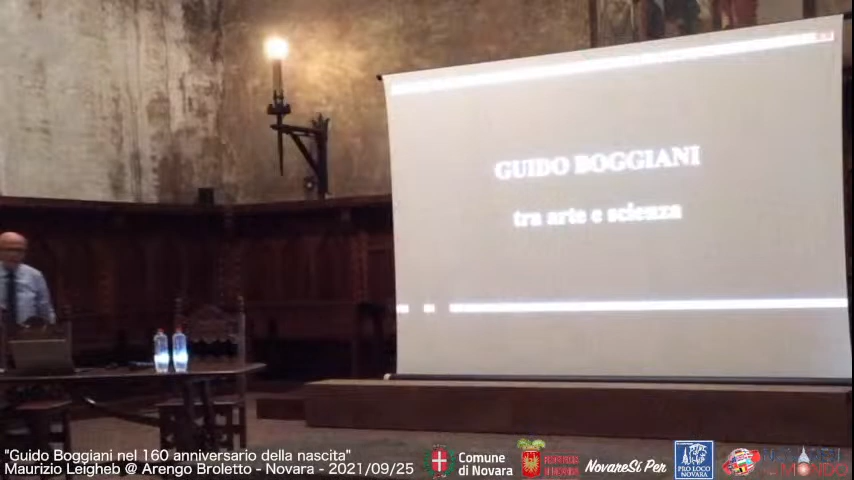 GUIDO BOGGIANI
tra arte e scienza
"Guido Boggiani nel 160 anniversario della nascita"
Maurizio Leigheb @ Arengo Broletto - Novara - 2021/09/25
Comune
di Novara
NovareSi Per
PRO LOCO
NOVARA
MONDO